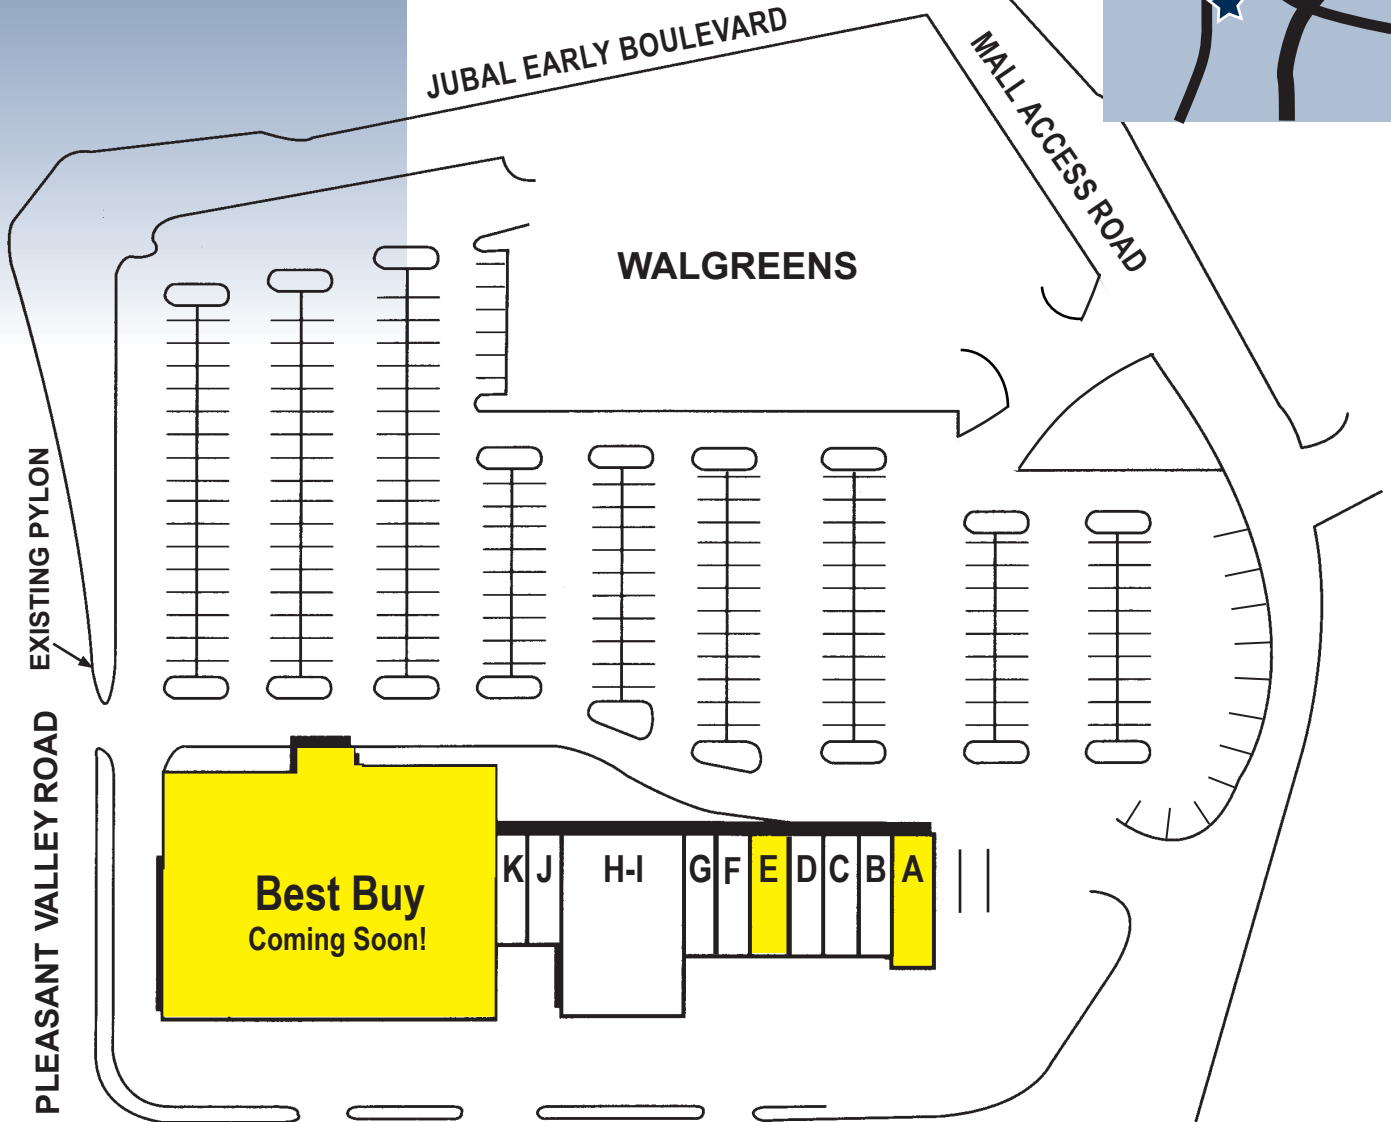 JUBAL EARLY BOULEVARD
MALL ACCESS ROAD
WALGREENS
EXISTING PYLON
PLEASANT VALLEY ROAD
Best Buy
Coming Soon!
K J H-I G F E D C B A